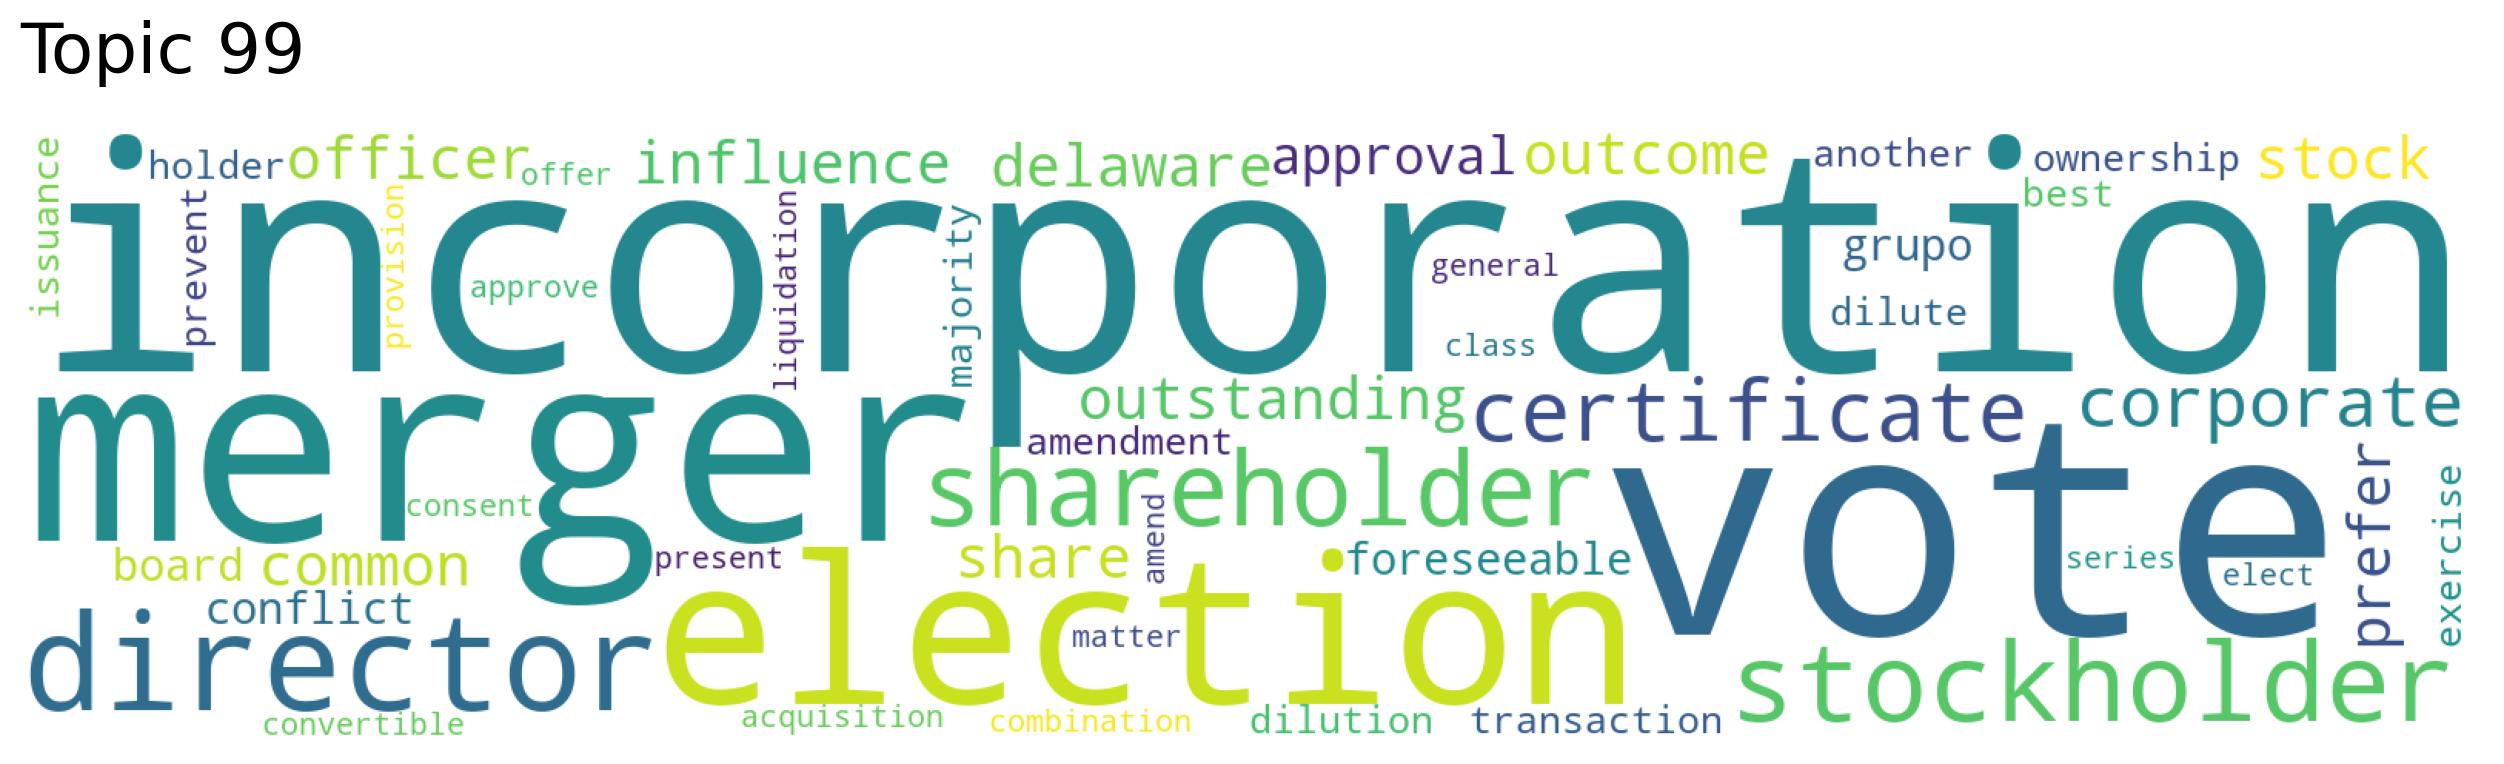 Topic 99
issuance
holder
officer
offer
influence
delaware
approval
outcome
another
ownership
stock
best
prevent
provision
incorporation
approve
liquidation
majority
general
class
grupo
dilute
merger
outstanding
certificate
corporate
amendment
shareholder
consent
amend
vote
prefer
exercise
board
common
present
share
foreseeable
series
elect
conflict
director
election
matter
stockholder
convertible
acquisition
combination
dilution
transaction